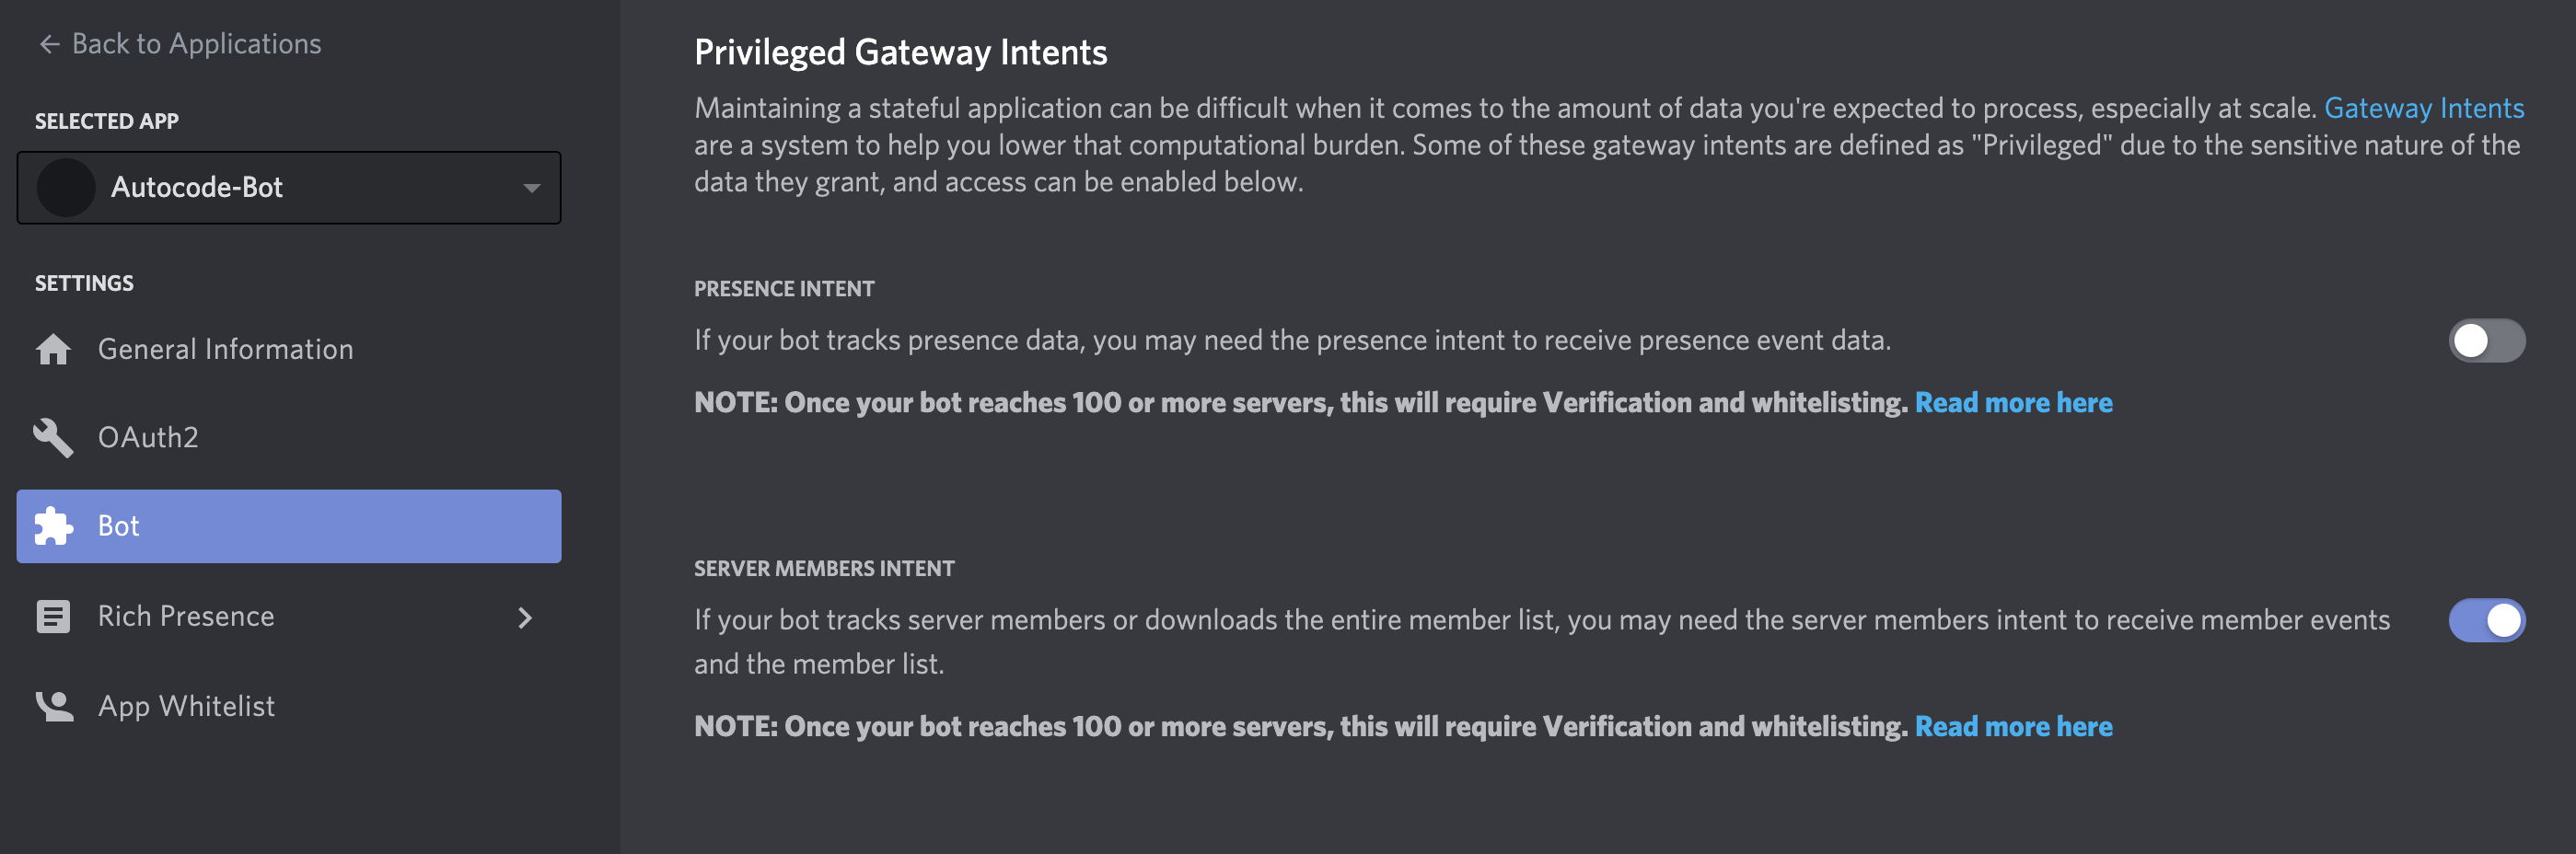 Back to Applications
SELECTED APP
Autocode-Bot
SETTINGS
General Information
OAuth2
Bot
Rich Presence
App Whitelist
Privileged Gateway Intents
Maintaining a stateful application can be difficult when it comes to the amount of data you're expected to process, especially at scale. Gateway Intents
are a system to help you lower that computational burden. Some of these gateway intents are defined as "Privileged" due to the sensitive nature of the
data they grant, and access can be enabled below.
PRESENCE INTENT
If your bot tracks presence data, you may need the presence intent to receive presence event data.
NOTE: Once your bot reaches 100 or more servers, this will require Verification and whitelisting. Read more here
SERVER MEMBERS INTENT
If your bot tracks server members or downloads the entire member list, you may need the server members intent to receive member events
and the member list.
NOTE: Once your bot reaches 100 or more servers, this will require Verification and whitelisting. Read more here